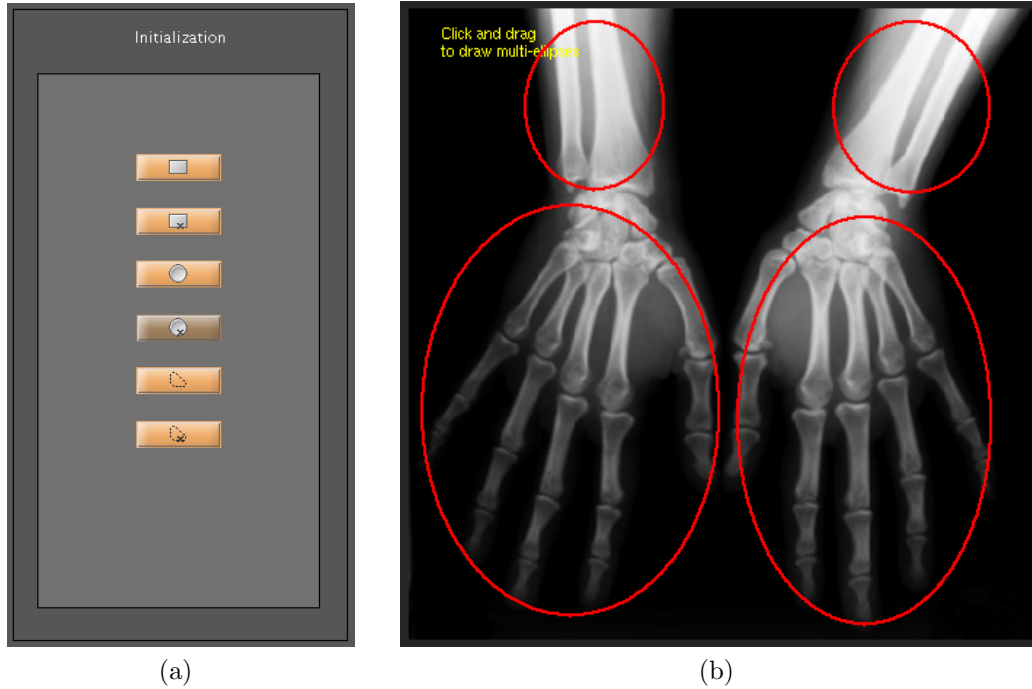 Initialization
Click and drag
to draw multi-ellipses
(a)
(b)